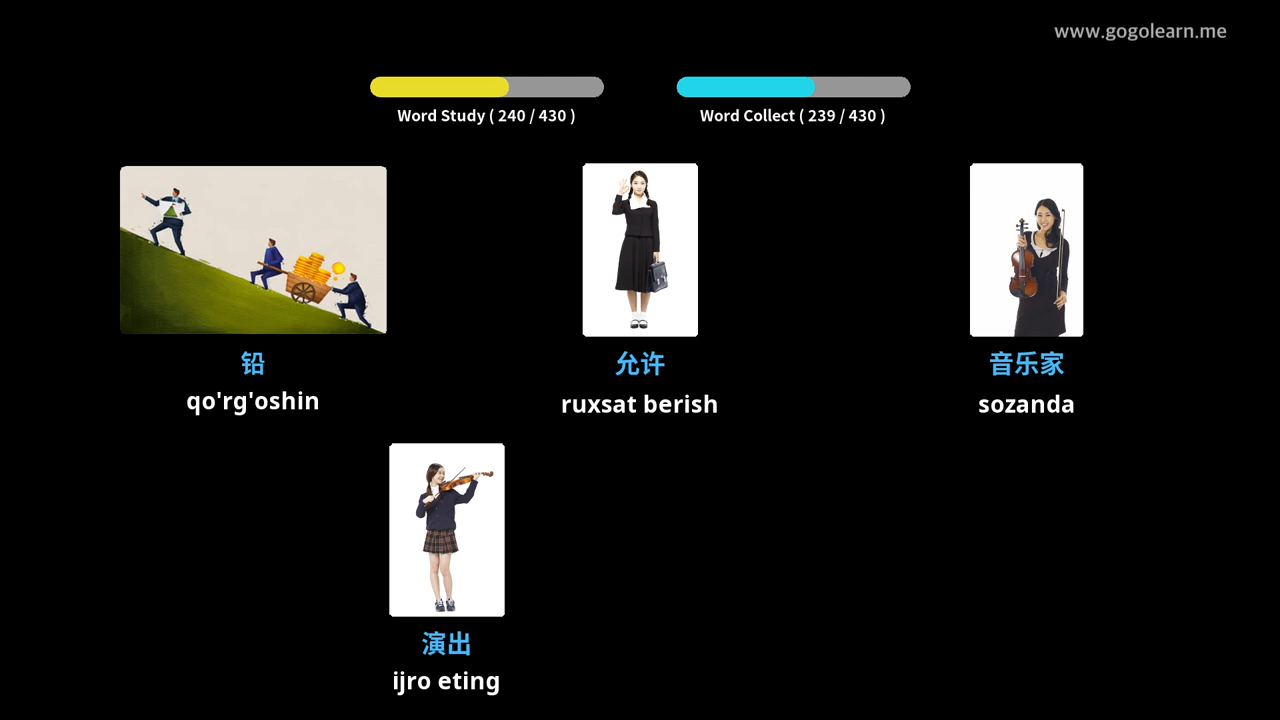 www.gogolearn.me
Word Study ( 240 / 430 )
Word Collect ( 239 / 430 )
铅
qo'rg'oshin
允许
ruxsat berish
音乐家
sozanda
演出
ijro eting